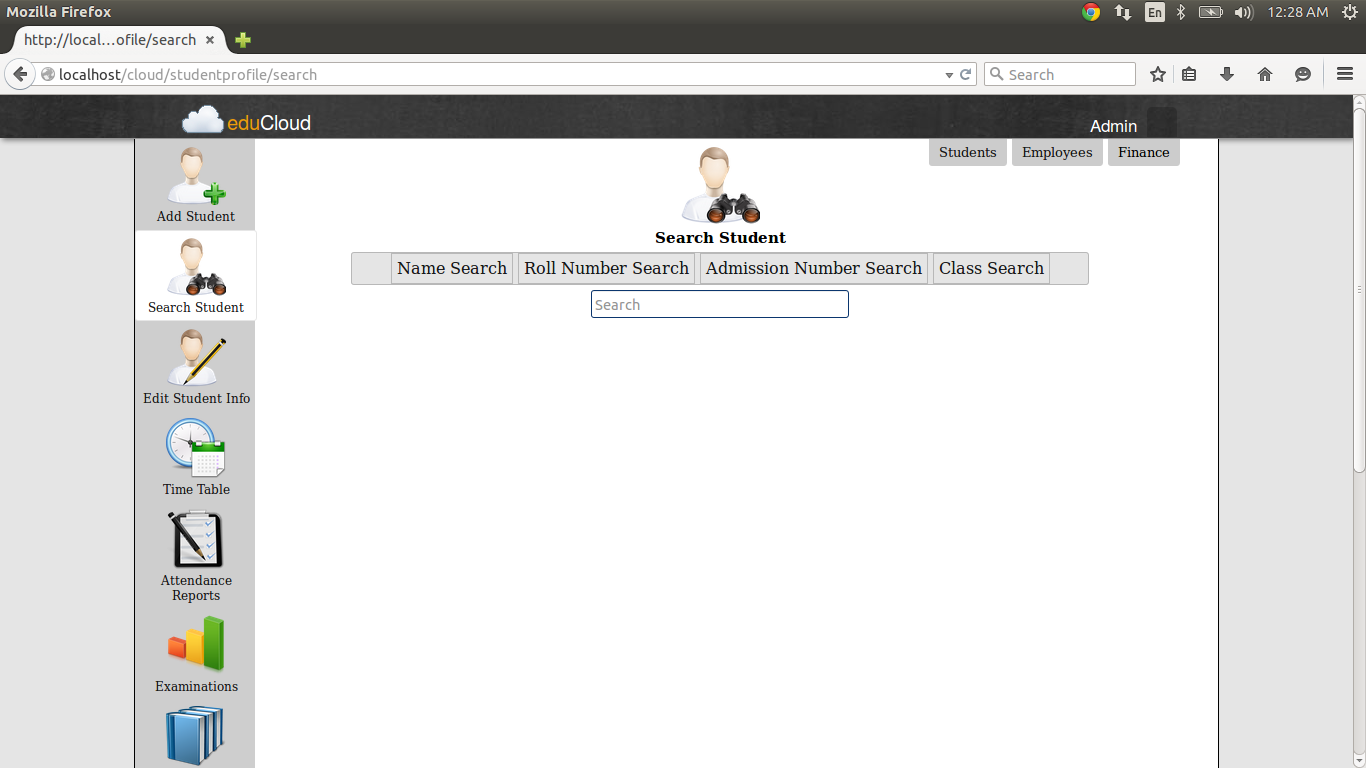 Mozilla Firefox
En
12:28 AM
http://local...ofile/search
localhost/cloud/studentprofile/search
Search
eduCloud
Admin
Students
Employees
Finance
Add Student
Search Student
Edit Student Info
Time Table
Attendance
Reports
Examinations
Search Student
Name Search
Roll Number Search
Admission Number Search
Class Search
Search